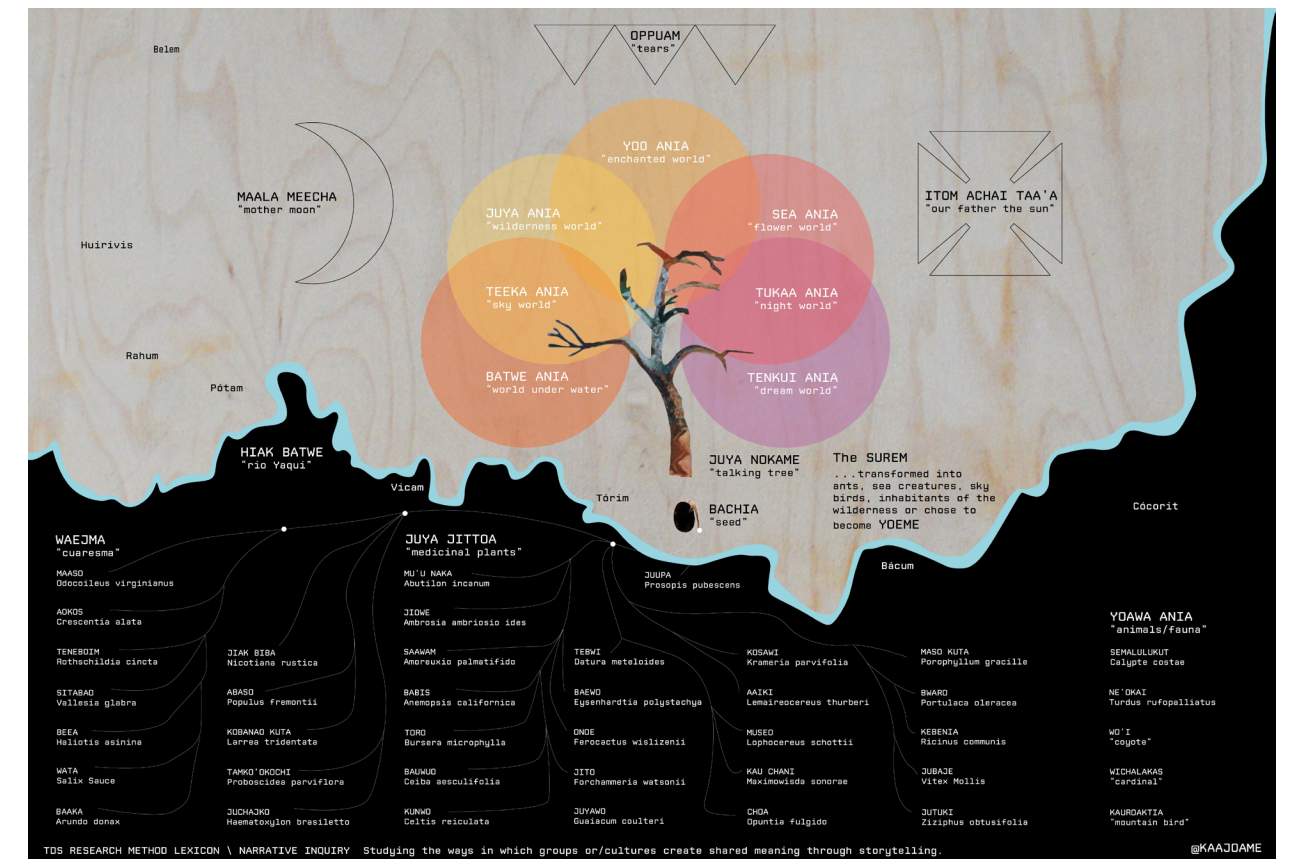 Belem
OPPUAM
"tears"
YOO ANIA
"enchanted world"
MAALA MEECHA
"mother moon"
JUYA ANIA
"wilderness world"
SEA ANIA
"flower world"
ITOM ACHAI TAA'A
"our father the sun"
Huirivis
TEEKA ANIA
"sky world"
TUKAA ANIA
"night world"
Rahum
Pótam
BATWE ANIA
"world under water"
TENKUI ANIA
"dream world"
HIAK BATWE
"rio Yaqui"
JUYA NOKAME
"talking tree"
The SUREM
...transformed into
ants, sea creatures, sky
birds, inhabitants of the
wilderness or chose to
become YOEME
Vícam
Tórim
BACHIA
"seed"
Cócorit
Bácum
WAEJMA
"cuaresma"
MAASO
Odocoileus virginianus
AOKOS
Crescentia alata
TENEBOIM
Rothschildia cincta
SITABAO
Vallesia glabra
BEEA
Haliotis asinina
WATA
Salix Sauce
BAAKA
Arundo donax
JIAK BIBA
Nicotiana rustica
ABASO
Populus fremontii
KOBANAO KUTA
Larrea tridentata
TAMKO'OKOCHI
Proboscidea parviflora
JUCHAJKO
Haematoxylon brasiletto
JUYA JITTOA
"medicinal plants"
MU'U NAKA
Abutilon incanum
JIOWE
Ambrosia ambriosio ides
SAAWAM
Amoreuxio palmatifido
BABIS
Anemopsis californica
TORO
Bursera microphylla
BAUWUO
Ceiba aesculifolia
KUNWO
Celtis reiculata
JUUPA
Prosopis pubescens
TEBWI
Datura meteloides
BAEWO
Eysenhardtia polystachya
ONOE
Ferocactus wislizenii
JITO
Forchammeria watsonii
JUYAWO
Guaiacum coulteri
KOSAWI
Krameria parvifolia
AAIKI
Lemaireocereus thurberi
MUSEO
Lophocereus schottii
KAU CHANI
Maximowisda sonorae
CHOA
Opuntia fulgido
MASO KUTA
Porophyllum gracille
BWARO
Portulaca oleracea
KEBENIA
Ricinus communis
JUBAJE
Vitex Mollis
JUTUKI
Ziziphus obtusifolia
YOAWA ANIA
"animals/fauna"
SEMALULUKUT
Calypte costae
NE'OKAI
Turdus rufopalliatus
WO'I
"coyote"
WICHALAKAS
"cardinal"
KAUROAKTIA
"mountain bird"
TDS RESEARCH METHOD LEXICON \ NARRATIVE INQUIRY Studying the ways in which groups or/cultures create shared meaning through storytelling.
@KAAJOAME